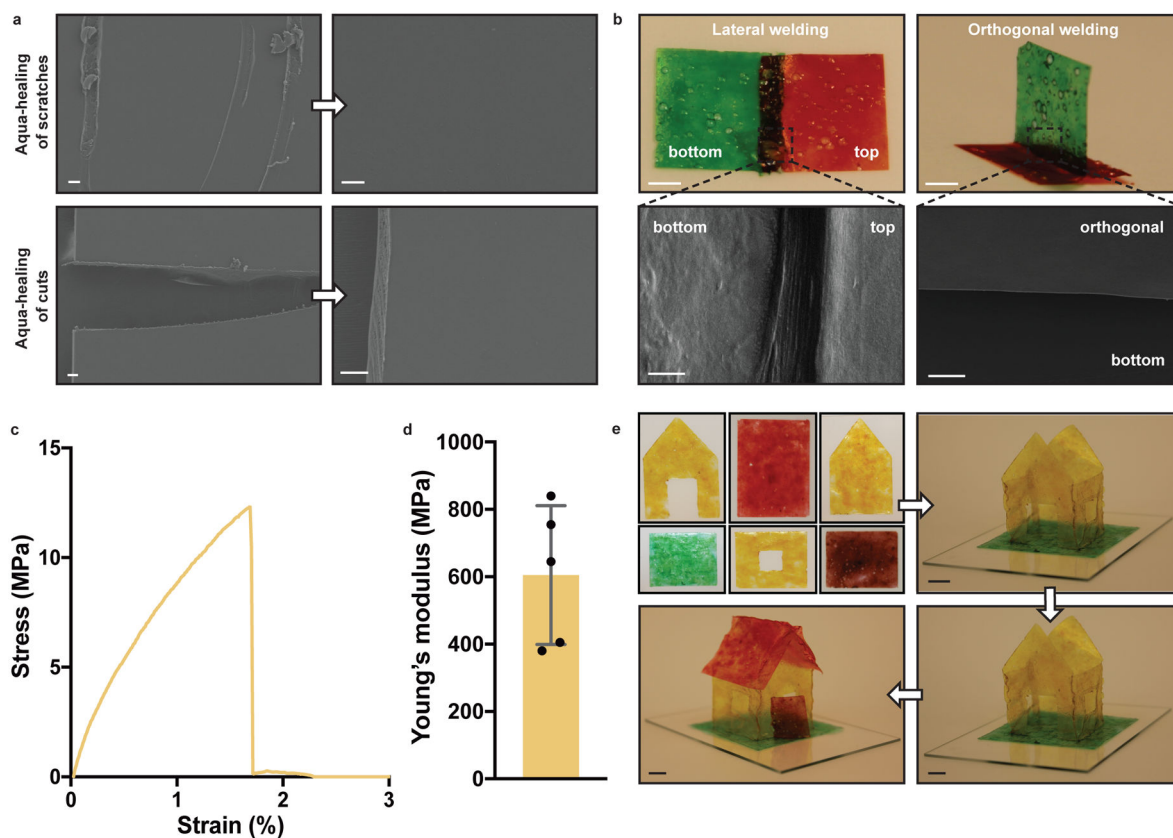 a
Aqua-healing
of scratches
Aqua-healing
of cuts
b
Lateral welding
bottom
top
Orthogonal welding
bottom
top
orthogonal
bottom
c
Stress (MPa)
15
10
5
0
0
1
2
3
Strain (%)
d
Young's modulus (MPa)
1000
800
600
400
200
0
e